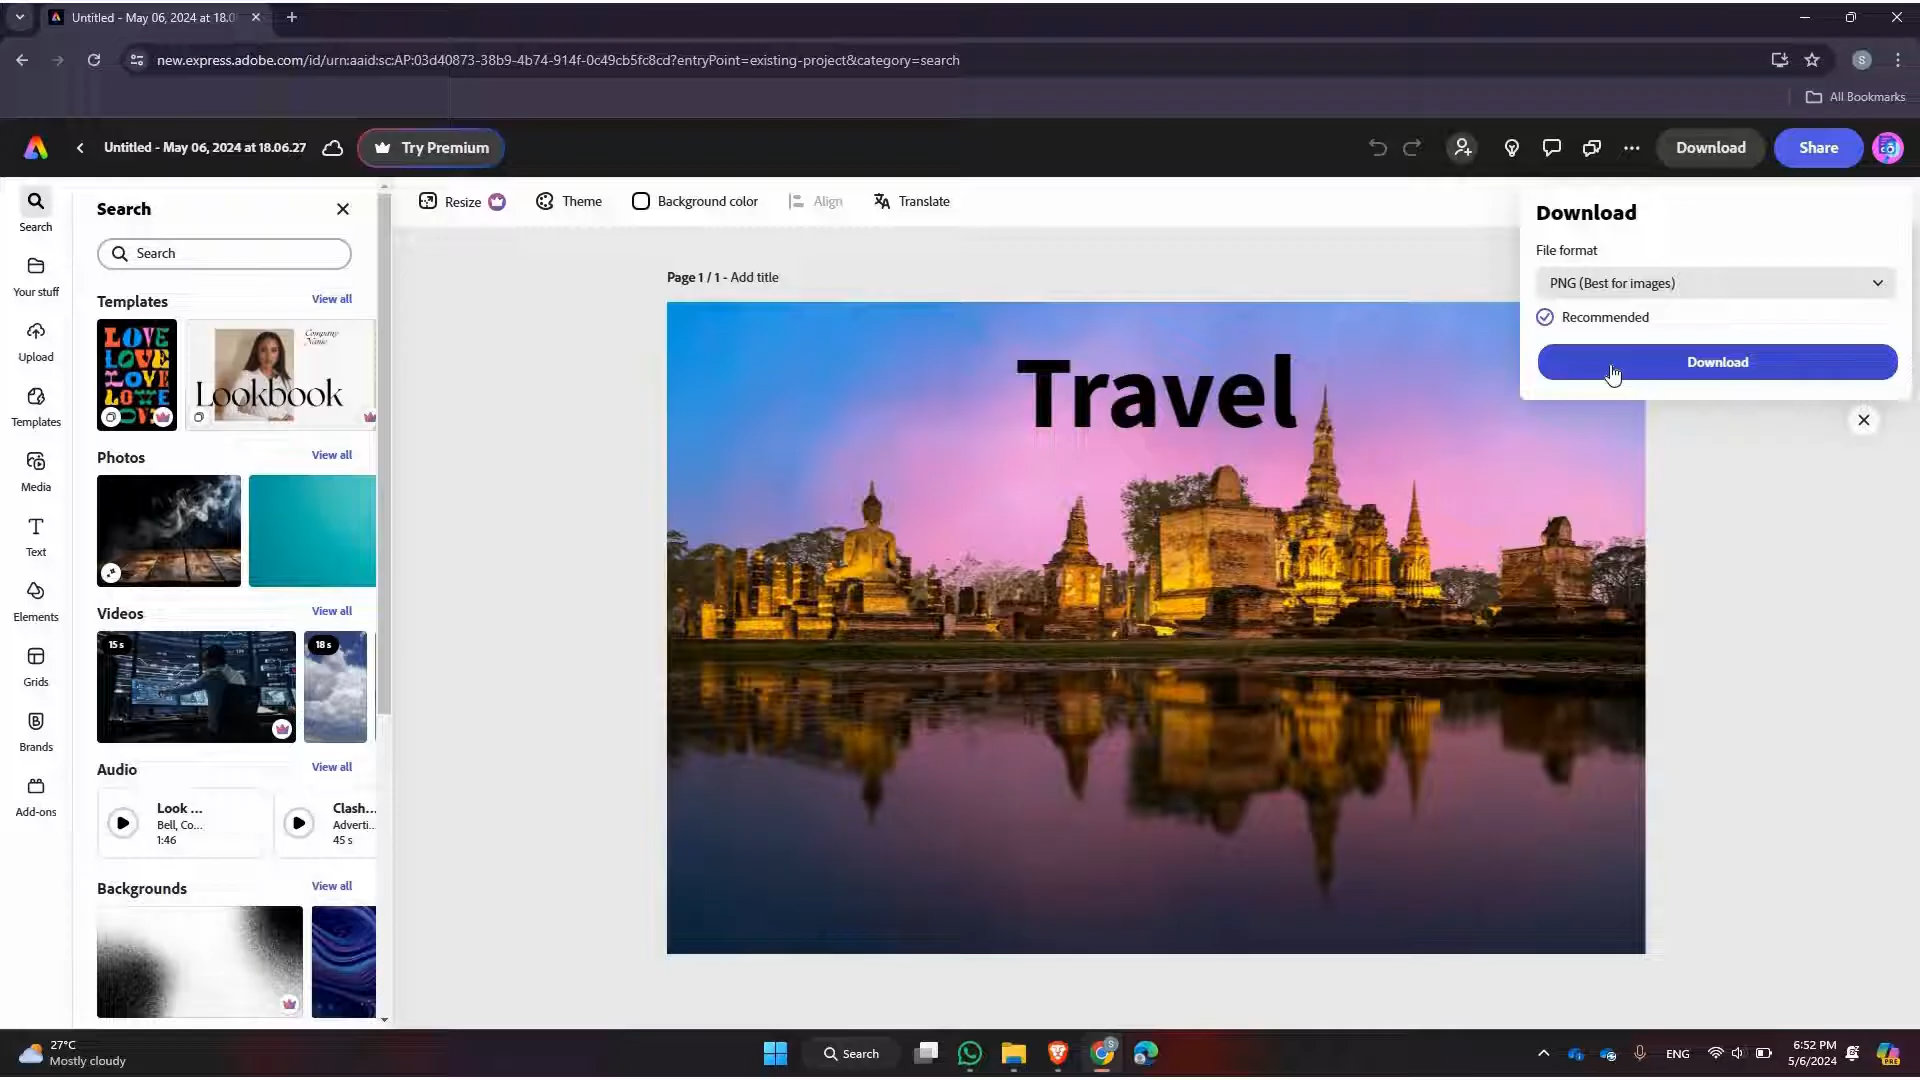 Untitled - May 06, 2024 at 18.0
new.express.adobe.com/id/urn:aaid:sc:AP:03d40873-38b9-4b74-914f-0c49cb5fc8cd?entryPoint=existing-project&category=search
S
All Bookmarks
Untitled - May 06, 2024 at 18.06.27
Try Premium
Download
Share
Search
Your stuff
Upload
Templates
Media
Text
Elements
Grids
Brands
Add-ons
Search
Search
Templates
View all
LOVE
LOVE
LOVE
LOVE
LOVE
Company
Name
Lookbook
Photos
View all
Videos
View all
15 s
18 s
Audio
View all
Look ...
Bell, Co...
1:46
Clash...
Adverti...
45 s
Backgrounds
View all
Resize
Theme
Background color
Align
Translate
Page 1 / 1 - Add title
Travel
Download
File format
PNG (Best for images)
Recommended
Download
27°C
Mostly cloudy
Search
S
ENG
6:52 PM
5/6/2024
PRE